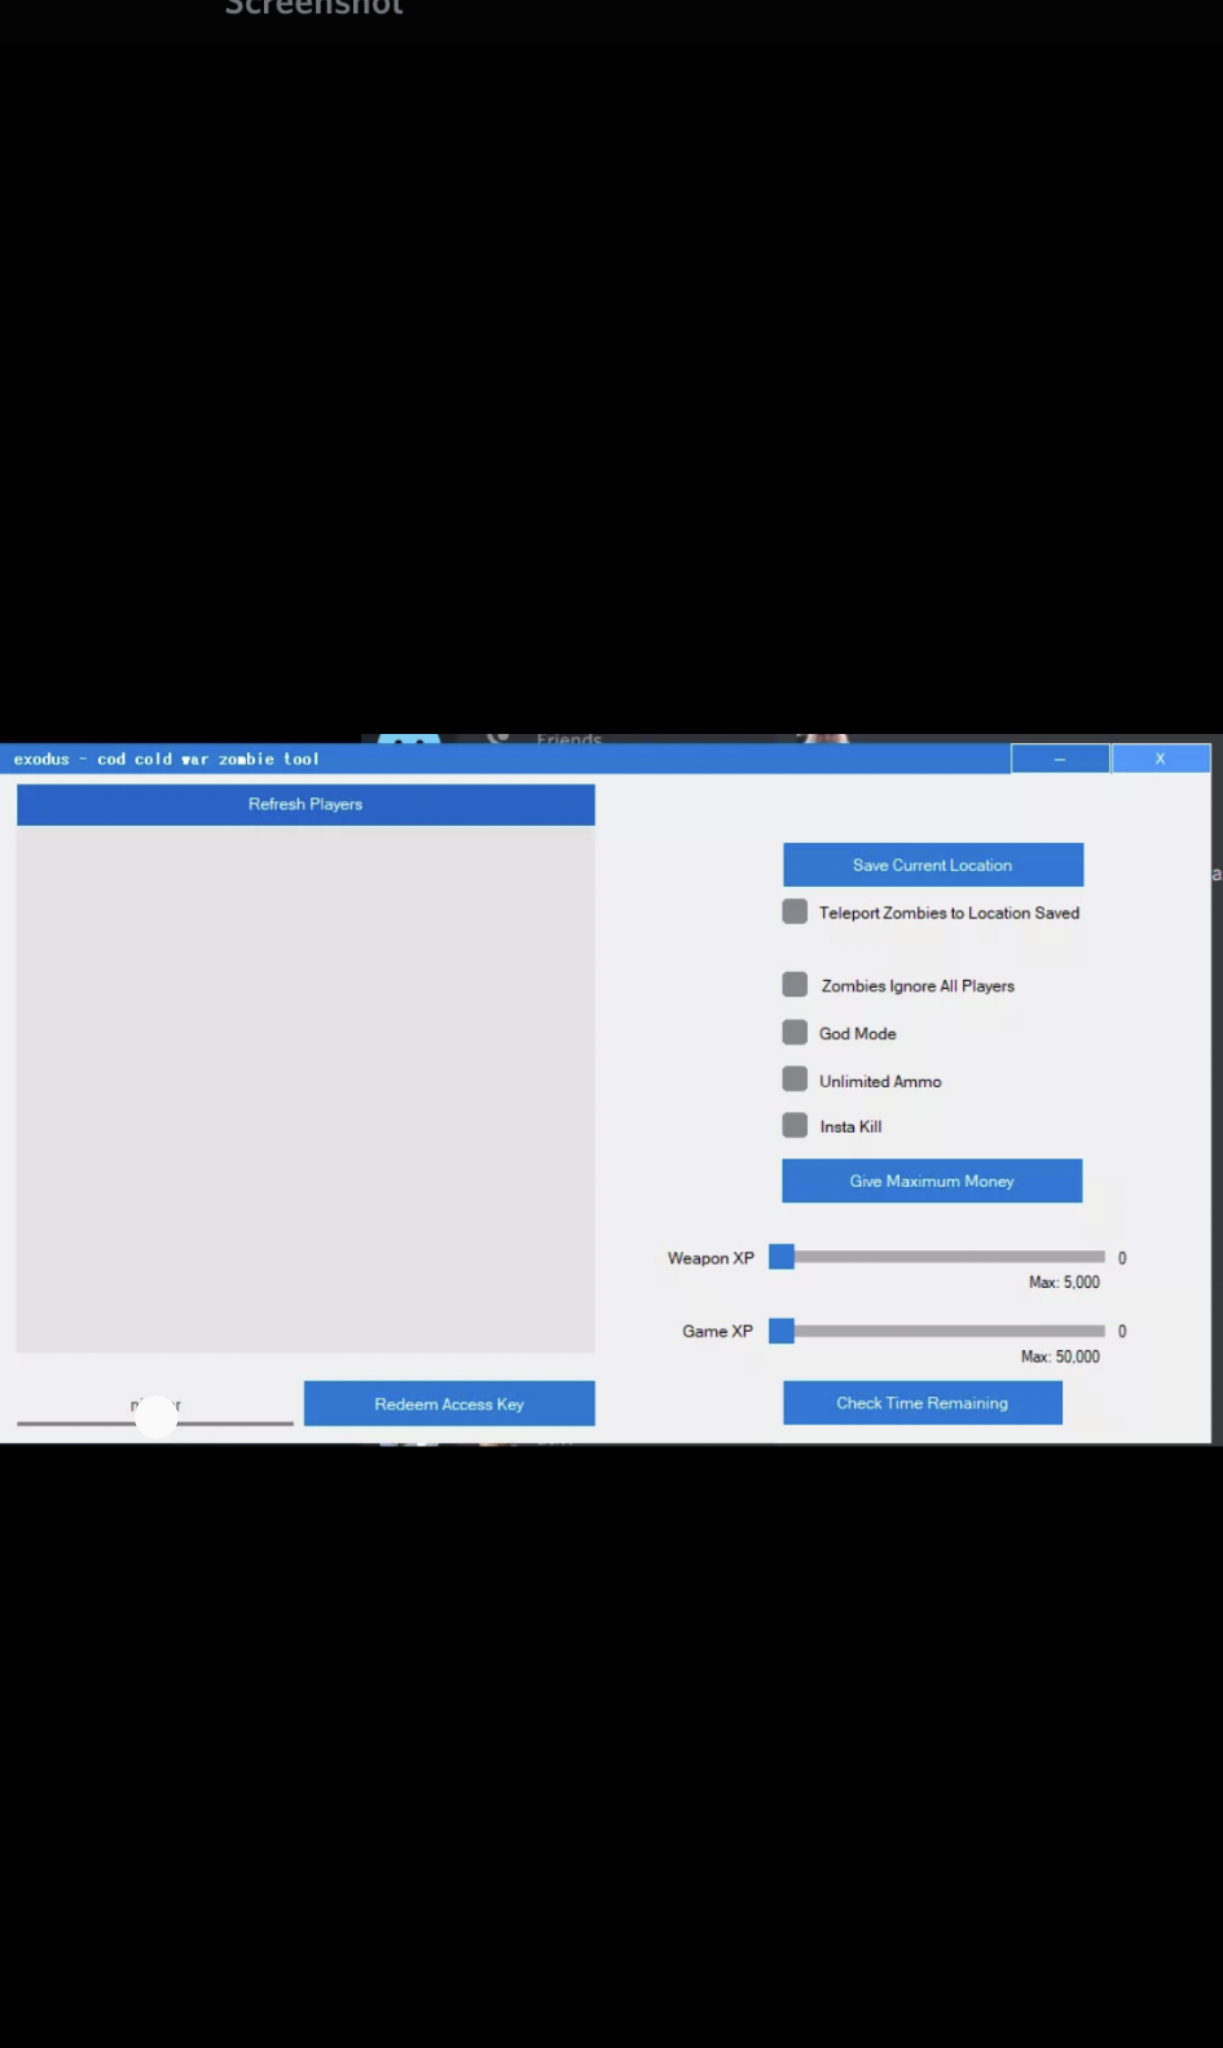 Screenshot
Friends
exodus - cod cold war zombie tool
X
Refresh Players
Save Current Location
Teleport Zombies to Location Saved
Zombies Ignore All Players
God Mode
Unlimited Ammo
Insta Kill
Give Maximum Money
Weapon XP 0
Max: 5,000
Game XP 0
Max: 50,000
Redeem Access Key
Check Time Remaining